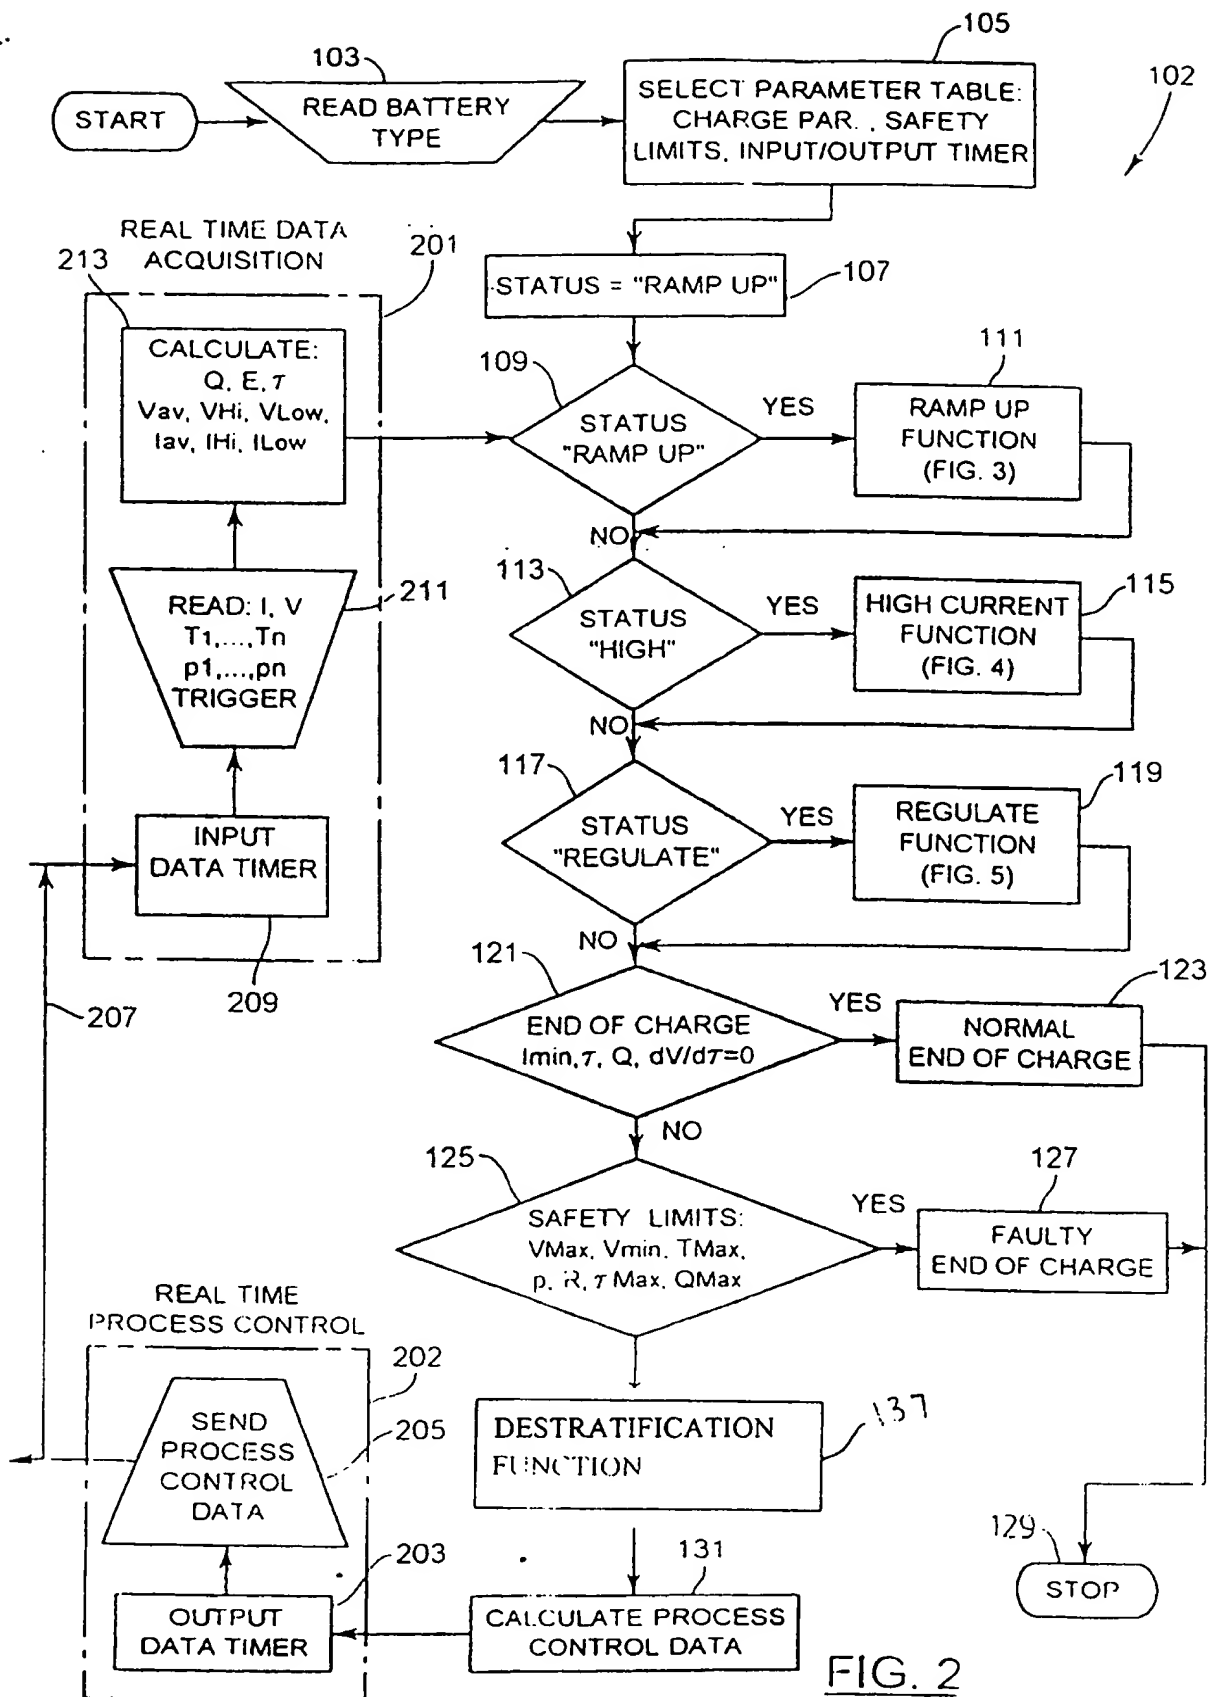 105
103
102
START
READ BATTERY
TYPE
SELECT PARAMETER TABLE:
CHARGE PAR. , SAFETY
LIMITS, INPUT/OUTPUT TIMER
REAL TIME DATA
ACQUISITION
213
201
STATUS = "RAMP UP"
107
CALCULATE:
Q, E, τ
Vav, VHi, VLow,
Iav, IHi, ILow
109
STATUS
"RAMP UP"
YES
111
RAMP UP
FUNCTION
(FIG. 3)
NO
READ: I, V
T1,...,Tn
p1,...,pn
TRIGGER
211
113
STATUS
"HIGH"
YES
HIGH CURRENT
FUNCTION
(FIG. 4)
115
NO
INPUT
DATA TIMER
209
207
117
STATUS
"REGULATE"
YES
REGULATE
FUNCTION
(FIG. 5)
119
NO
121
END OF CHARGE
Imin, τ, Q, dV/dτ=0
YES
NORMAL
END OF CHARGE
123
NO
125
SAFETY LIMITS:
VMax, Vmin, TMax,
p, R, τ Max, QMax
YES
127
FAULTY
END OF CHARGE
REAL TIME
PROCESS CONTROL
202
SEND
PROCESS
CONTROL
DATA
205
DESTRATIFICATION
FUNCTION
137
203
OUTPUT
DATA TIMER
131
CALCULATE PROCESS
CONTROL DATA
129
STOP
FIG. 2